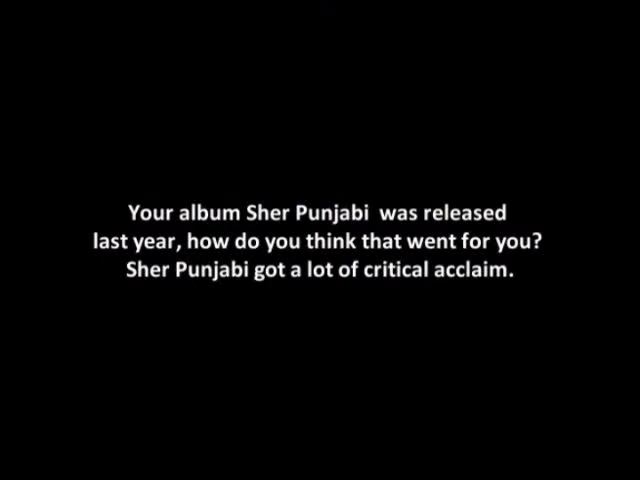 Your album Sher Punjabi  was released
last year, how do you think that went for you?
Sher Punjabi got a lot of critical acclaim.